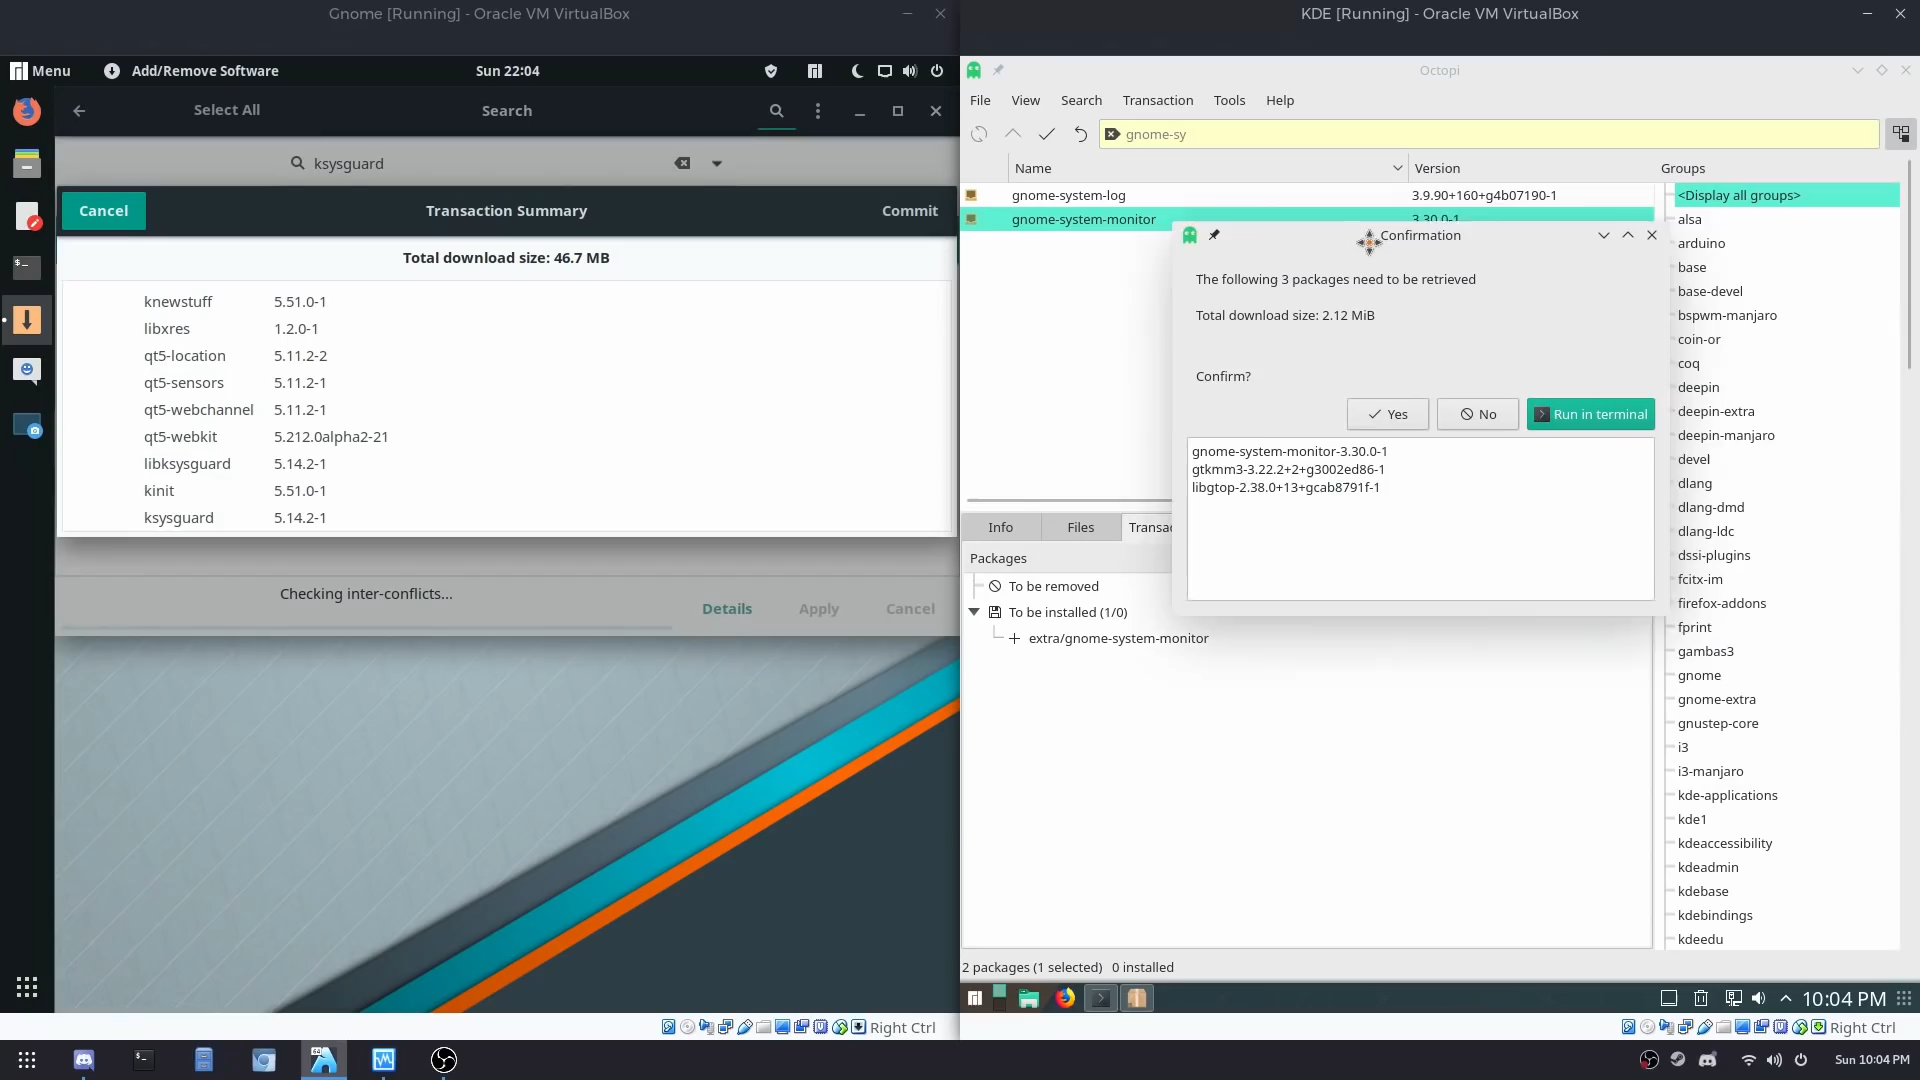 Gnome [Running] - Oracle VM VirtualBox
Menu
Add/Remove Software
Sun 22:04
Select All
Search
ksysguard
Cancel
Transaction Summary
Commit
Total download size: 46.7 MB
knewstuff 5.51.0-1
libxres 1.2.0-1
qt5-location 5.11.2-2
qt5-sensors 5.11.2-1
qt5-webchannel 5.11.2-1
qt5-webkit 5.212.0alpha2-21
libksysguard 5.14.2-1
kinit 5.51.0-1
ksysguard 5.14.2-1
Checking inter-conflicts...
Details
Apply
Cancel
Right Ctrl
KDE [Running] - Oracle VM VirtualBox
Octopi
File View Search Transaction Tools Help
gnome-sy
Name
Version
gnome-system-log 3.9.90+160+g4b07190-1
gnome-system-monitor 3.30.0-1
Confirmation
The following 3 packages need to be retrieved
Total download size: 2.12 MiB
Confirm?
Yes
No
Run in terminal
gnome-system-monitor-3.30.0-1
gtkmm3-3.22.2+2+g3002ed86-1
libgtop-2.38.0+13+gcab8791f-1
Info
Files
Transac
Packages
To be removed
To be installed (1/0)
extra/gnome-system-monitor
Groups
<Display all groups>
alsa
arduino
base
base-devel
bspwm-manjaro
coin-or
coq
deepin
deepin-extra
deepin-manjaro
devel
dlang
dlang-dmd
dlang-ldc
dssi-plugins
fcitx-im
firefox-addons
fprint
gambas3
gnome
gnome-extra
gnustep-core
i3
i3-manjaro
kde-applications
kde1
kdeaccessibility
kdeadmin
kdebase
kdebindings
kdeedu
2 packages (1 selected) 0 installed
10:04 PM
Right Ctrl
64
Sun 10:04 PM